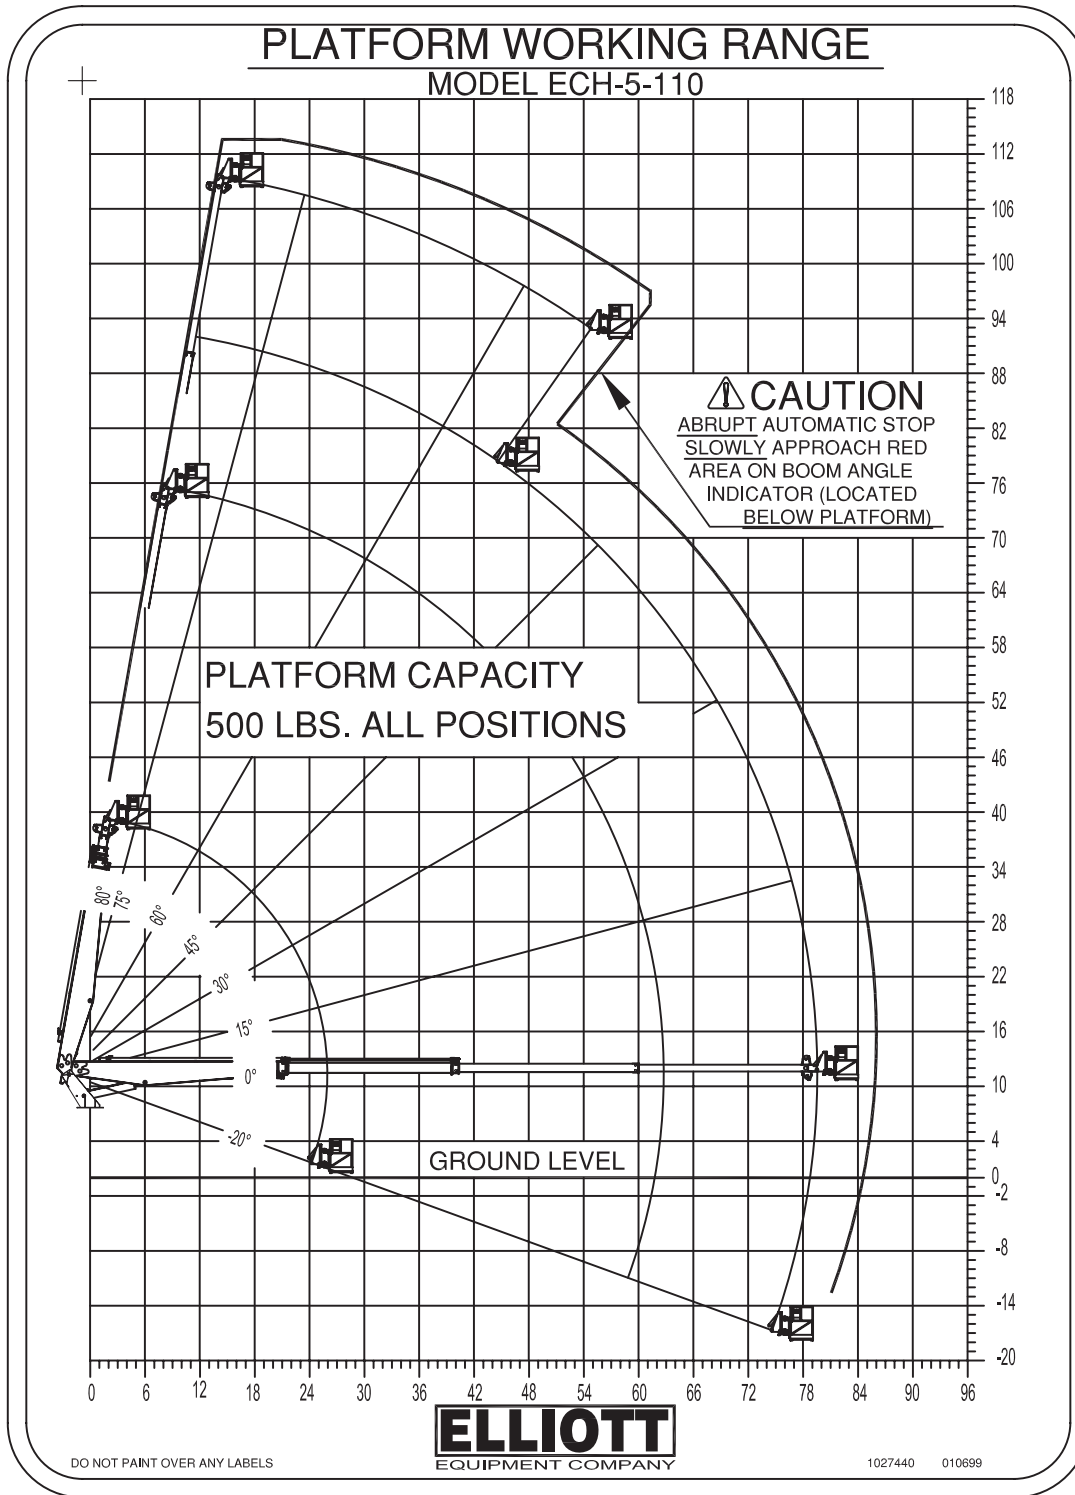 PLATFORM WORKING RANGE
MODEL ECH-5-110
118
112
106
100
94
88
82
76
70
64
58
52
46
40
34
28
22
16
10
4
0
-2
-8
-14
-20
CAUTION
ABRUPT AUTOMATIC STOP
SLOWLY APPROACH RED
AREA ON BOOM ANGLE
INDICATOR (LOCATED
BELOW PLATFORM)
PLATFORM CAPACITY
500 LBS. ALL POSITIONS
80°
75°
60°
45°
30°
15°
0°
-20°
GROUND LEVEL
0 6 12 18 24 30 36 42 48 54 60 66 72 78 84 90 96
ELLIOTT
EQUIPMENT COMPANY
DO NOT PAINT OVER ANY LABELS
1027440 010699